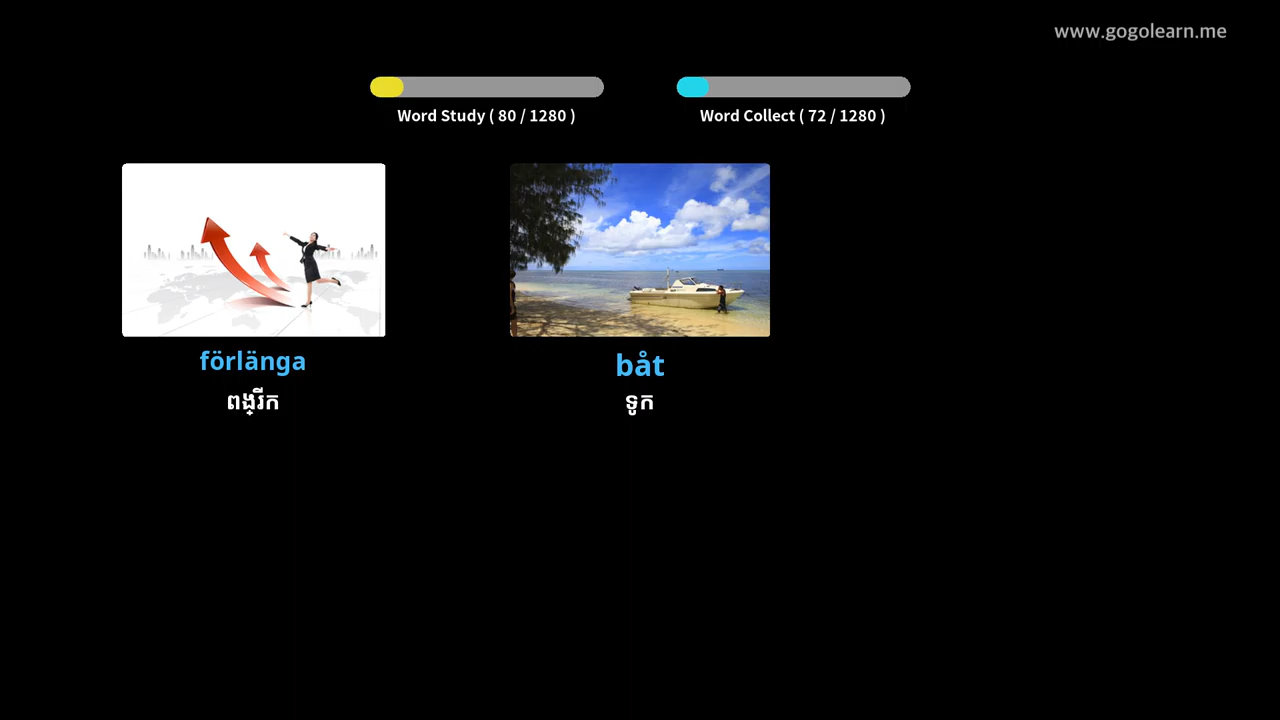 www.gogolearn.me
Word Study ( 80 / 1280 )
Word Collect ( 72 / 1280 )
förlänga
ពង្រីក
båt
ទូក